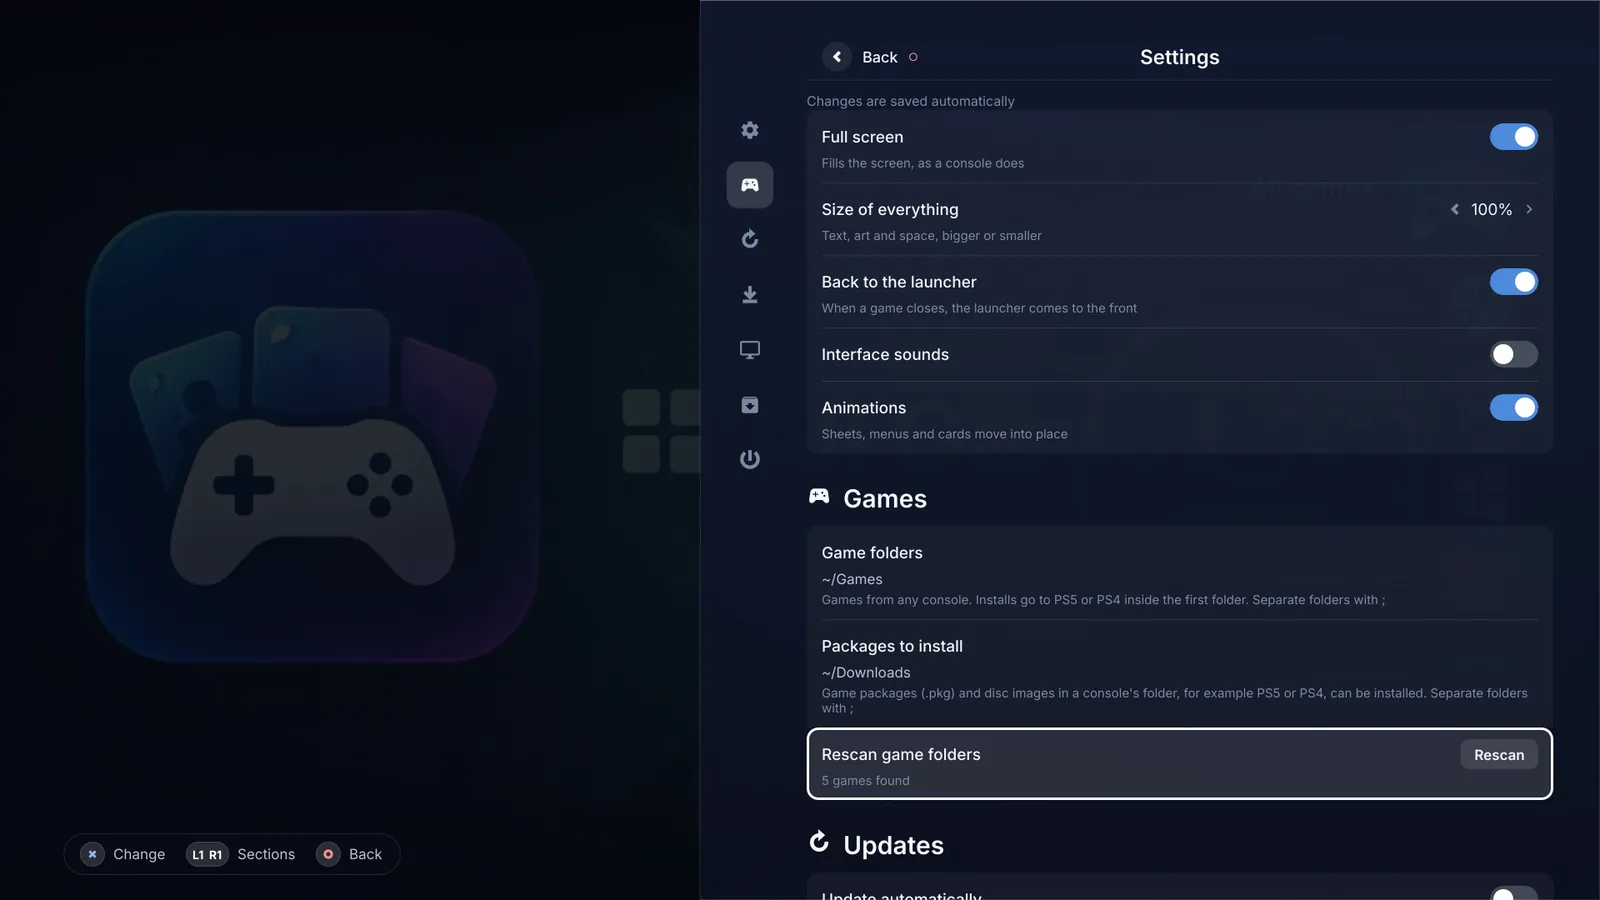 Back
Settings
Changes are saved automatically
Full screen
Fills the screen, as a console does
Size of everything
100%
Text, art and space, bigger or smaller
Back to the launcher
When a game closes, the launcher comes to the front
Interface sounds
Animations
Sheets, menus and cards move into place
Games
Game folders
~/Games
Games from any console. Installs go to PS5 or PS4 inside the first folder. Separate folders with ;
Packages to install
~/Downloads
Game packages (.pkg) and disc images in a console's folder, for example PS5 or PS4, can be installed. Separate folders
with ;
Rescan game folders
Rescan
5 games found
Updates
Update automatically
Change
L1 R1
Sections
Back